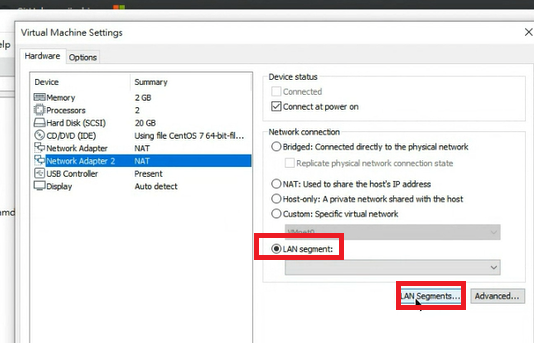 elp
Virtual Machine Settings
Hardware Options
Device Summary
Memory 2 GB
Processors 2
Hard Disk (SCSI) 20 GB
CD/DVD (IDE) Using file CentOS 7 64-bit-file...
Network Adapter NAT
Network Adapter 2 NAT
USB Controller Present
Display Auto detect
Device status
Connected
Connect at power on
Network connection
Bridged: Connected directly to the physical network
Replicate physical network connection state
NAT: Used to share the host's IP address
Host-only: A private network shared with the host
Custom: Specific virtual network
VMnet0
LAN segment:
LAN Segments... Advanced...
nmd